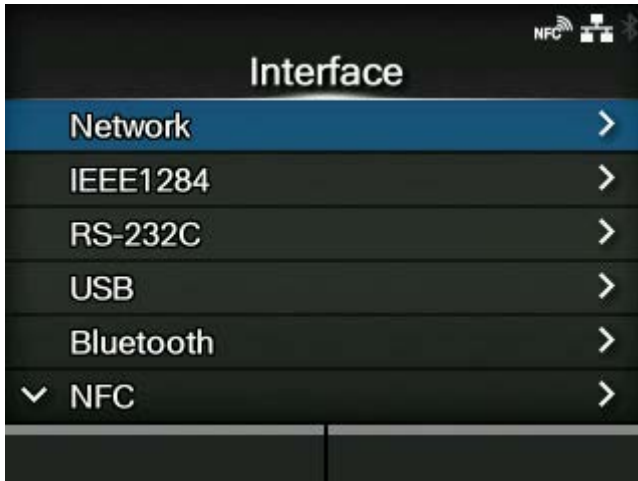 NFC
Interface
Network
IEEE1284
RS-232C
USB
Bluetooth
NFC